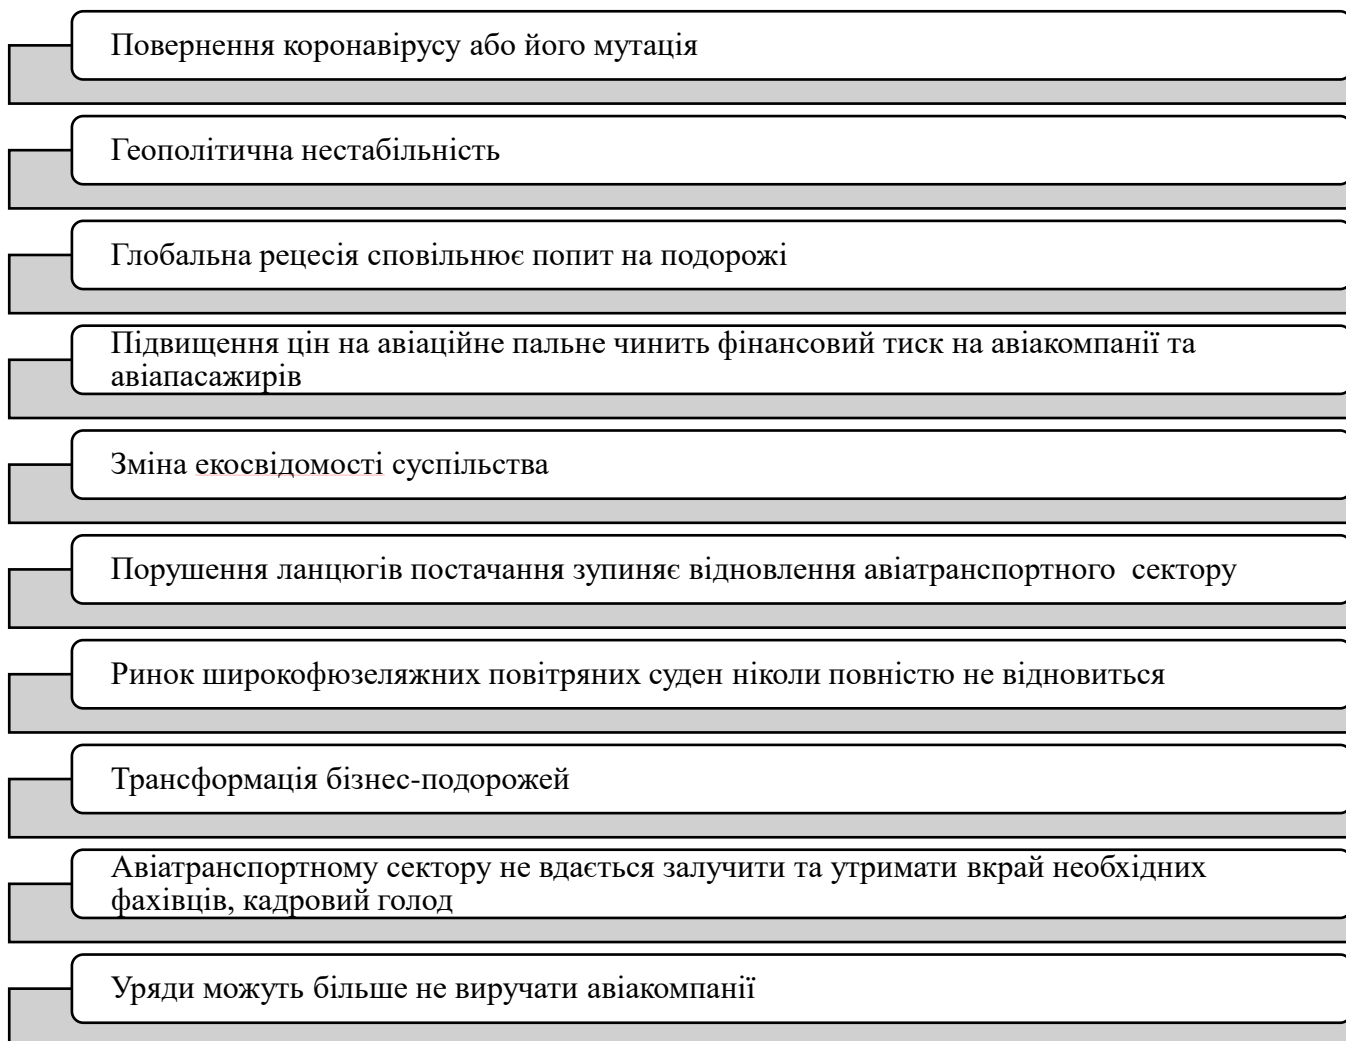 Повернення коронавірусу або його мутація
Геополітична нестабільність
Глобальна рецесія сповільнює попит на подорожі
Підвищення цін на авіаційне пальне чинить фінансовий тиск на авіакомпанії та
авіапасажирів
Зміна екосвідомості суспільства
Порушення ланцюгів постачання зупиняє відновлення авіатранспортного  сектору
Ринок широкофюзеляжних повітряних суден ніколи повністю не відновиться
Трансформація бізнес-подорожей
Авіатранспортному сектору не вдається залучити та утримати вкрай необхідних
фахівців, кадровий голод
Уряди можуть більше не виручати авіакомпанії